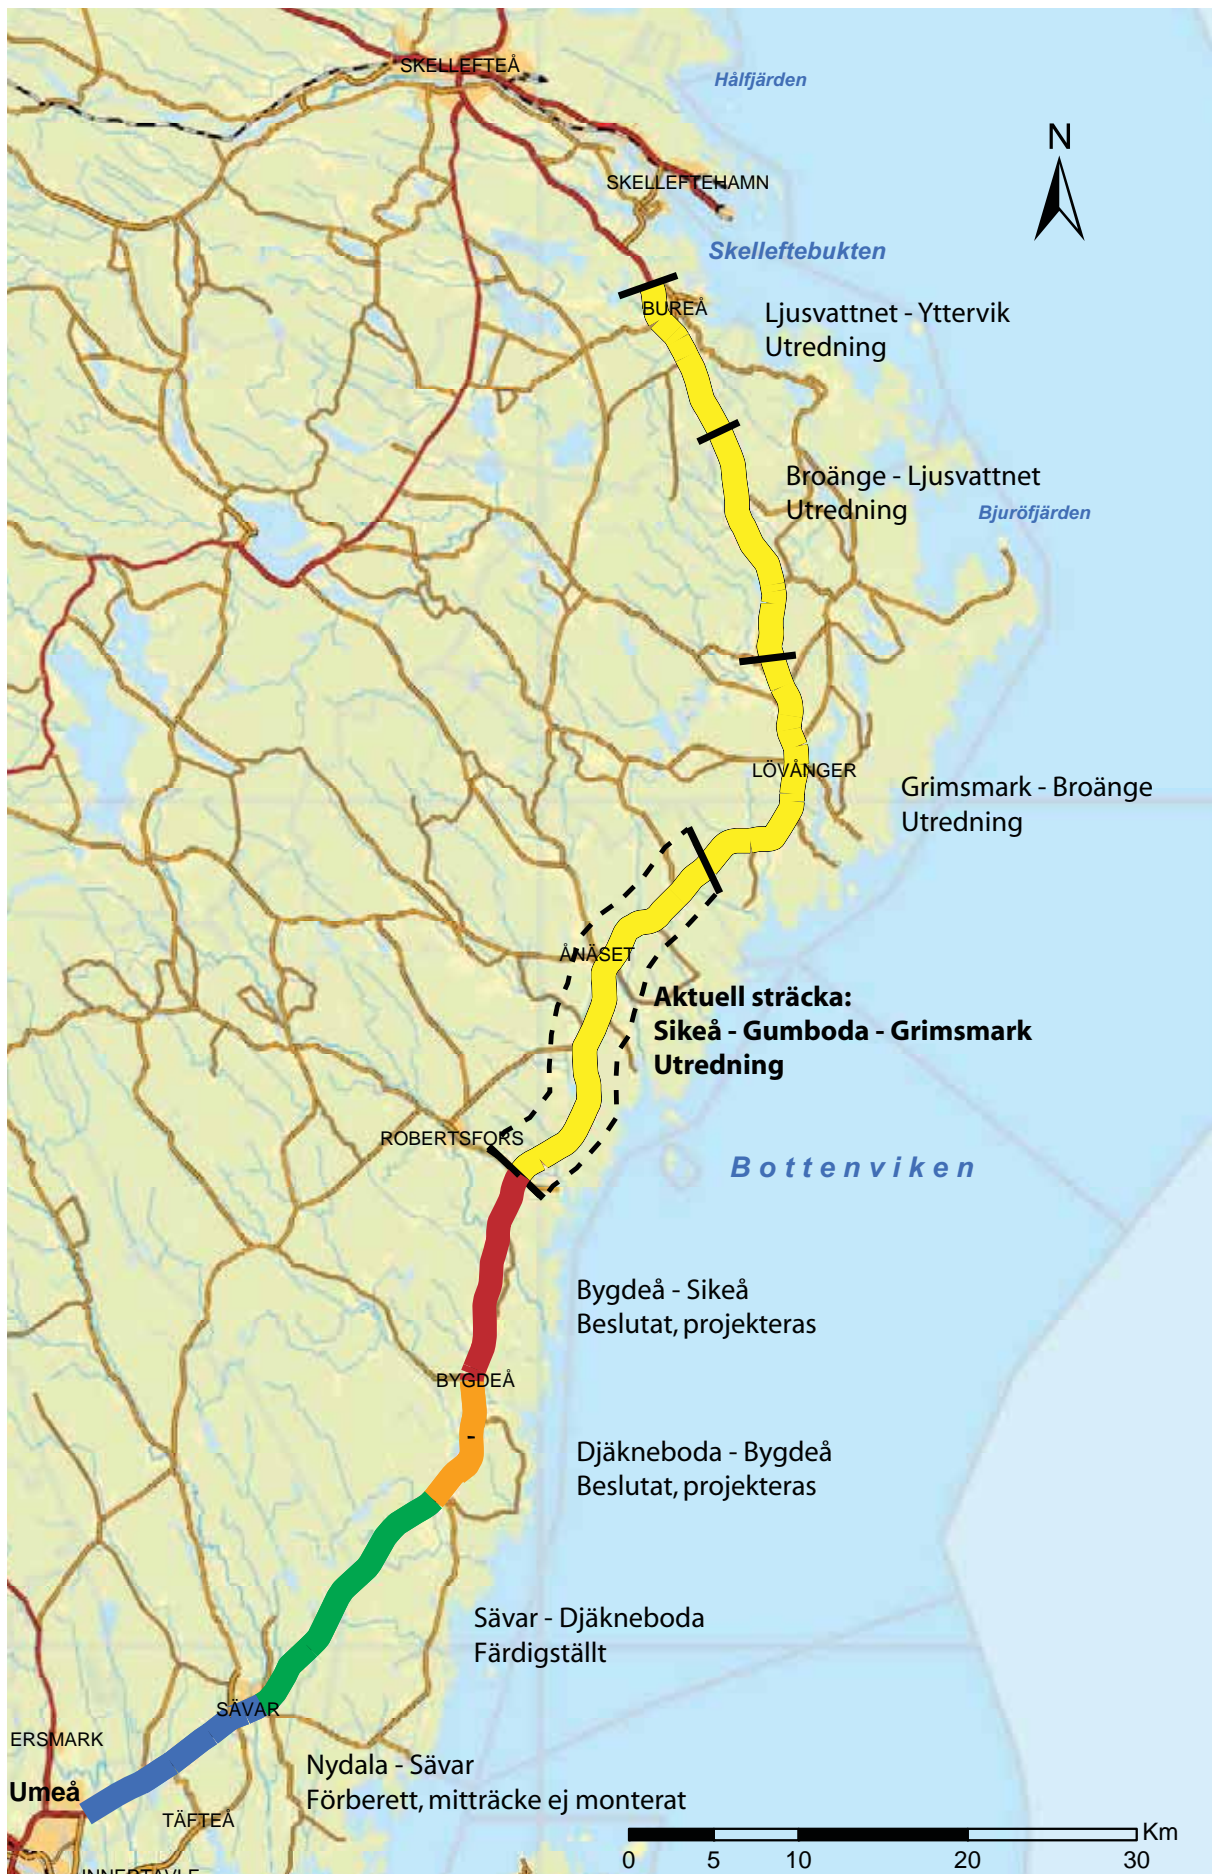 SKELLEFTEÅ
Hålfjärden
N
SKELLEFTEHAMN
Skelleftebukten
BUREÅ
Ljusvattnet - Yttervik
Utredning
Broänge - Ljusvattnet
Utredning
Bjuröfjärden
LÖVÅNGER
Grimsmark - Broänge
Utredning
ÅNÄSET
Aktuell sträcka:
Sikeå - Gumboda - Grimsmark
Utredning
ROBERTSFORS
Bottenviken
Bygdeå - Sikeå
Beslutat, projekteras
BYGDEÅ
Djäkneboda - Bygdeå
Beslutat, projekteras
Sävar - Djäkneboda
Färdigställt
SÄVAR
ERSMARK
Nydala - Sävar
Förberett, mitträcke ej monterat
Umeå
TÄFTEÅ
Km
0 5 10 20 30
INNERTAVLE